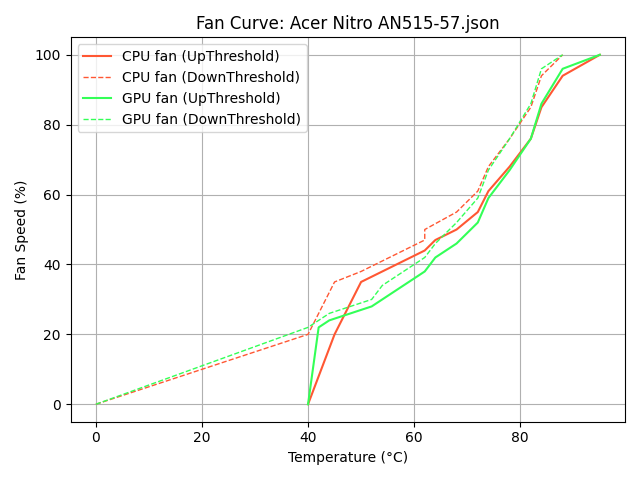 Fan Curve: Acer Nitro AN515-57.json
CPU fan (UpThreshold)
CPU fan (DownThreshold)
GPU fan (UpThreshold)
GPU fan (DownThreshold)
Fan Speed (%)
100
80
60
40
20
0
0 20 40 60 80
Temperature (°C)